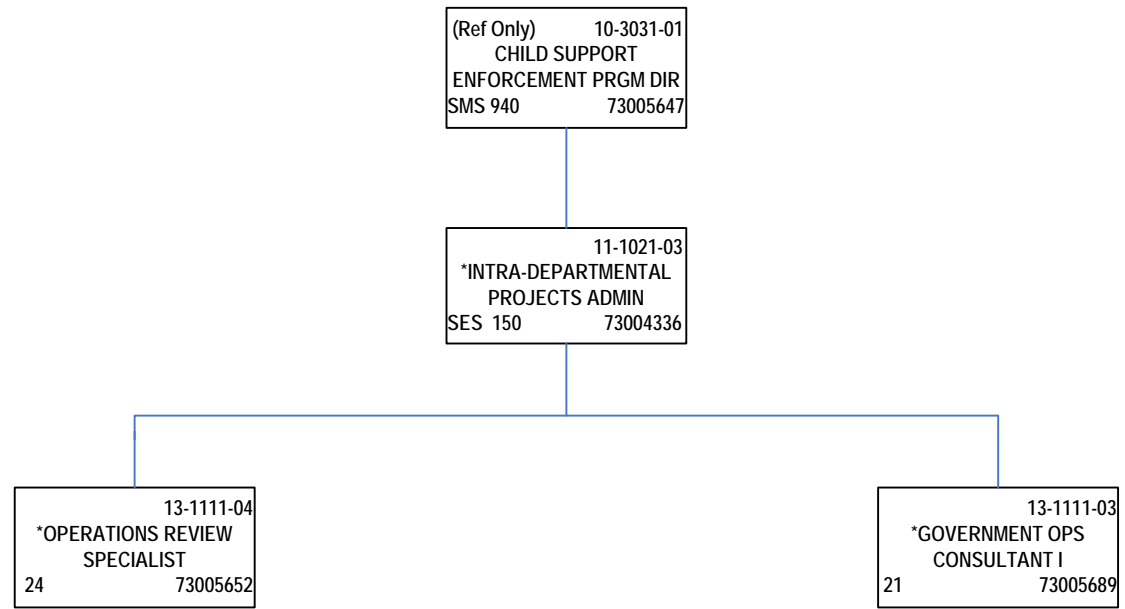 (Ref Only) 10-3031-01
CHILD SUPPORT
ENFORCEMENT PRGM DIR
SMS 940 73005647
11-1021-03
*INTRA-DEPARTMENTAL
PROJECTS ADMIN
SES 150 73004336
13-1111-04
*OPERATIONS REVIEW
SPECIALIST
24 73005652
13-1111-03
*GOVERNMENT OPS
CONSULTANT I
21 73005689